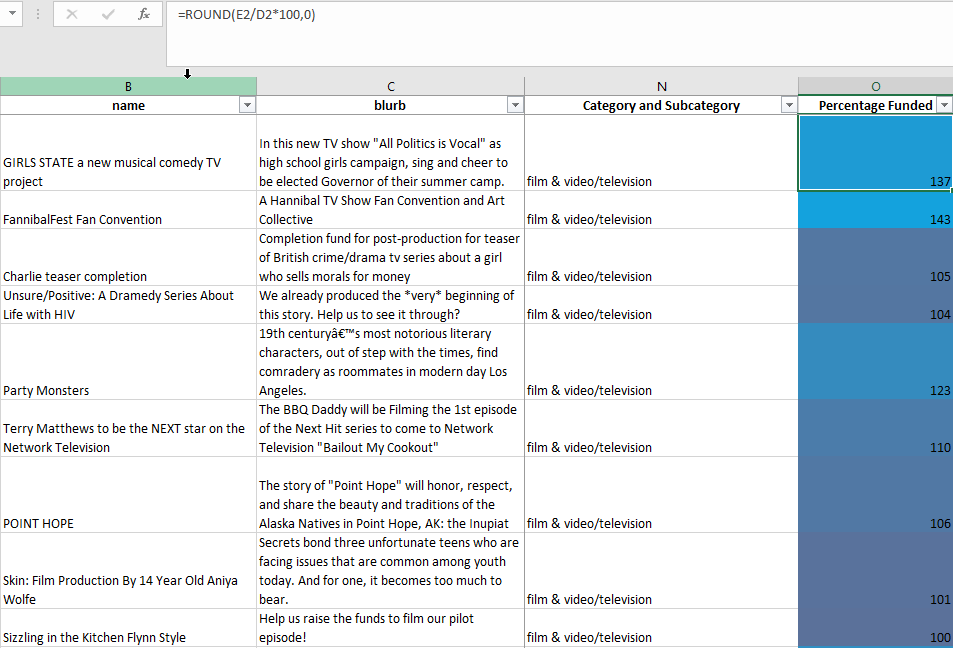 fx =ROUND(E2/D2*100,0)
B C N O
name blurb Category and Subcategory Percentage Funded
In this new TV show "All Politics is Vocal" as
GIRLS STATE a new musical comedy TV high school girls campaign, sing and cheer to
project be elected Governor of their summer camp. film & video/television 137
A Hannibal TV Show Fan Convention and Art
FannibalFest Fan Convention Collective film & video/television 143
Completion fund for post-production for teaser
of British crime/drama tv series about a girl
Charlie teaser completion who sells morals for money film & video/television 105
Unsure/Positive: A Dramedy Series About We already produced the *very* beginning of
Life with HIV this story. Help us to see it through? film & video/television 104
19th centuryâ€™s most notorious literary
characters, out of step with the times, find
comradery as roommates in modern day Los
Party Monsters Angeles. film & video/television 123
The BBQ Daddy will be Filming the 1st episode
Terry Matthews to be the NEXT star on the of the Next Hit series to come to Network
Network Television Television "Bailout My Cookout" film & video/television 110
The story of "Point Hope" will honor, respect,
and share the beauty and traditions of the
POINT HOPE Alaska Natives in Point Hope, AK: the Inupiat film & video/television 106
Secrets bond three unfortunate teens who are
facing issues that are common among youth
Skin: Film Production By 14 Year Old Aniya today. And for one, it becomes too much to
Wolfe bear. film & video/television 101
Help us raise the funds to film our pilot
Sizzling in the Kitchen Flynn Style episode! film & video/television 100